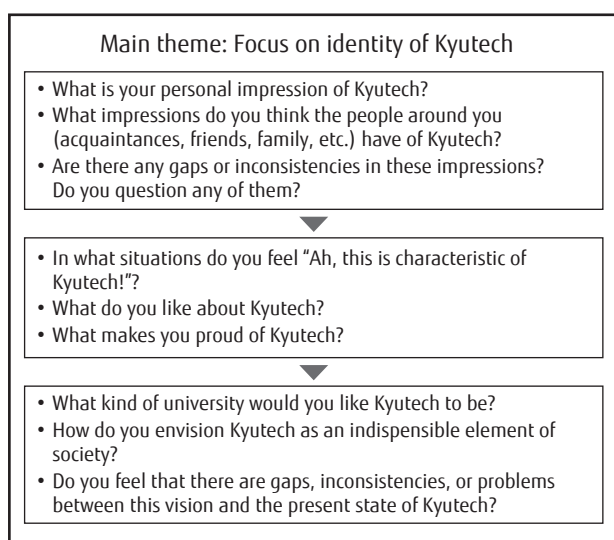 Main theme: Focus on identity of Kyutech
• What is your personal impression of Kyutech?
• What impressions do you think the people around you
(acquaintances, friends, family, etc.) have of Kyutech?
• Are there any gaps or inconsistencies in these impressions?
Do you question any of them?
• In what situations do you feel “Ah, this is characteristic of
Kyutech!”?
• What do you like about Kyutech?
• What makes you proud of Kyutech?
• What kind of university would you like Kyutech to be?
• How do you envision Kyutech as an indispensible element of
society?
• Do you feel that there are gaps, inconsistencies, or problems
between this vision and the present state of Kyutech?